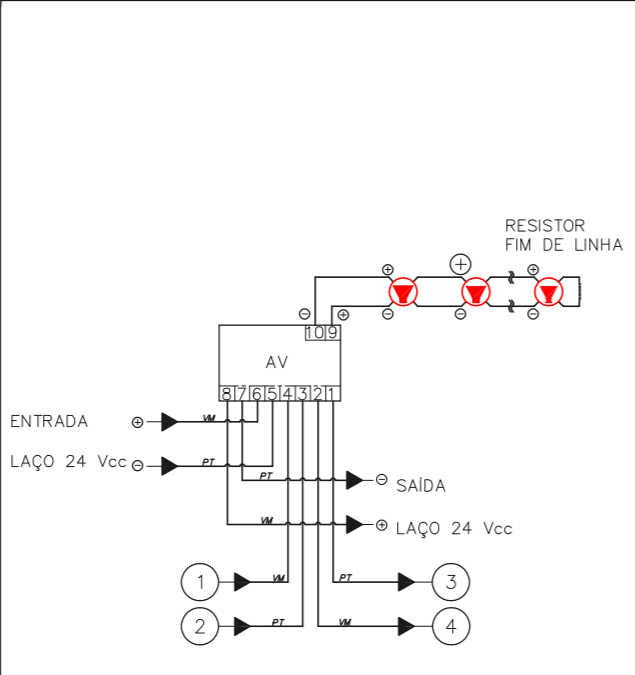 RESISTOR
FIM DE LINHA
⊕ ⊕ ⊕
⊖ ⊕ ⊖ ⊖ ⊖
10 9
AV
8 7 6 5 4 3 2 1
ENTRADA ⊕ VM
LAÇO 24 Vcc ⊖ PT
PT ⊖ SAÍDA
VM ⊕ LAÇO 24 Vcc
1 VM PT 3
2 PT VM 4